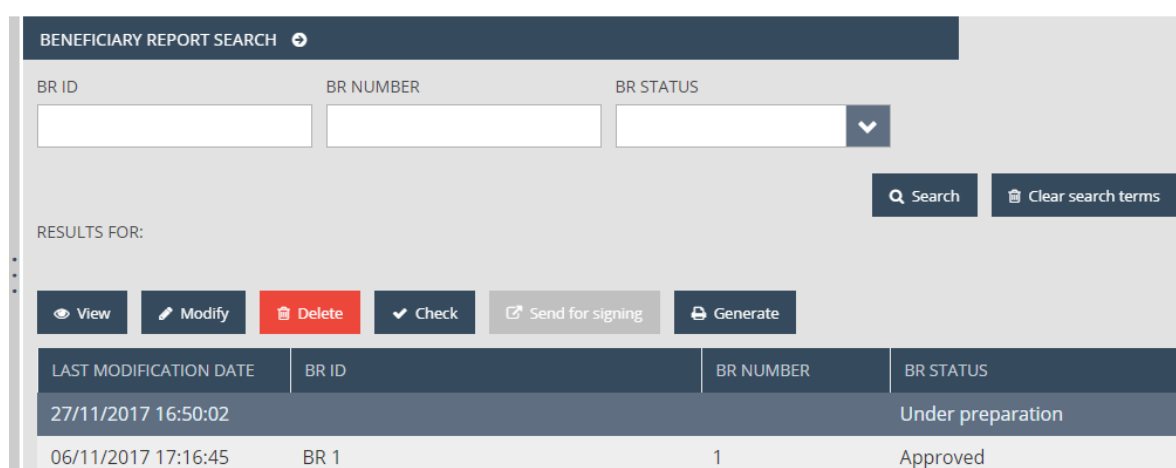 BENEFICIARY REPORT SEARCH
BR ID BR NUMBER BR STATUS
Search Clear search terms
RESULTS FOR:
View Modify Delete Check Send for signing Generate
LAST MODIFICATION DATE BR ID BR NUMBER BR STATUS
27/11/2017 16:50:02 Under preparation
06/11/2017 17:16:45 BR 1 1 Approved